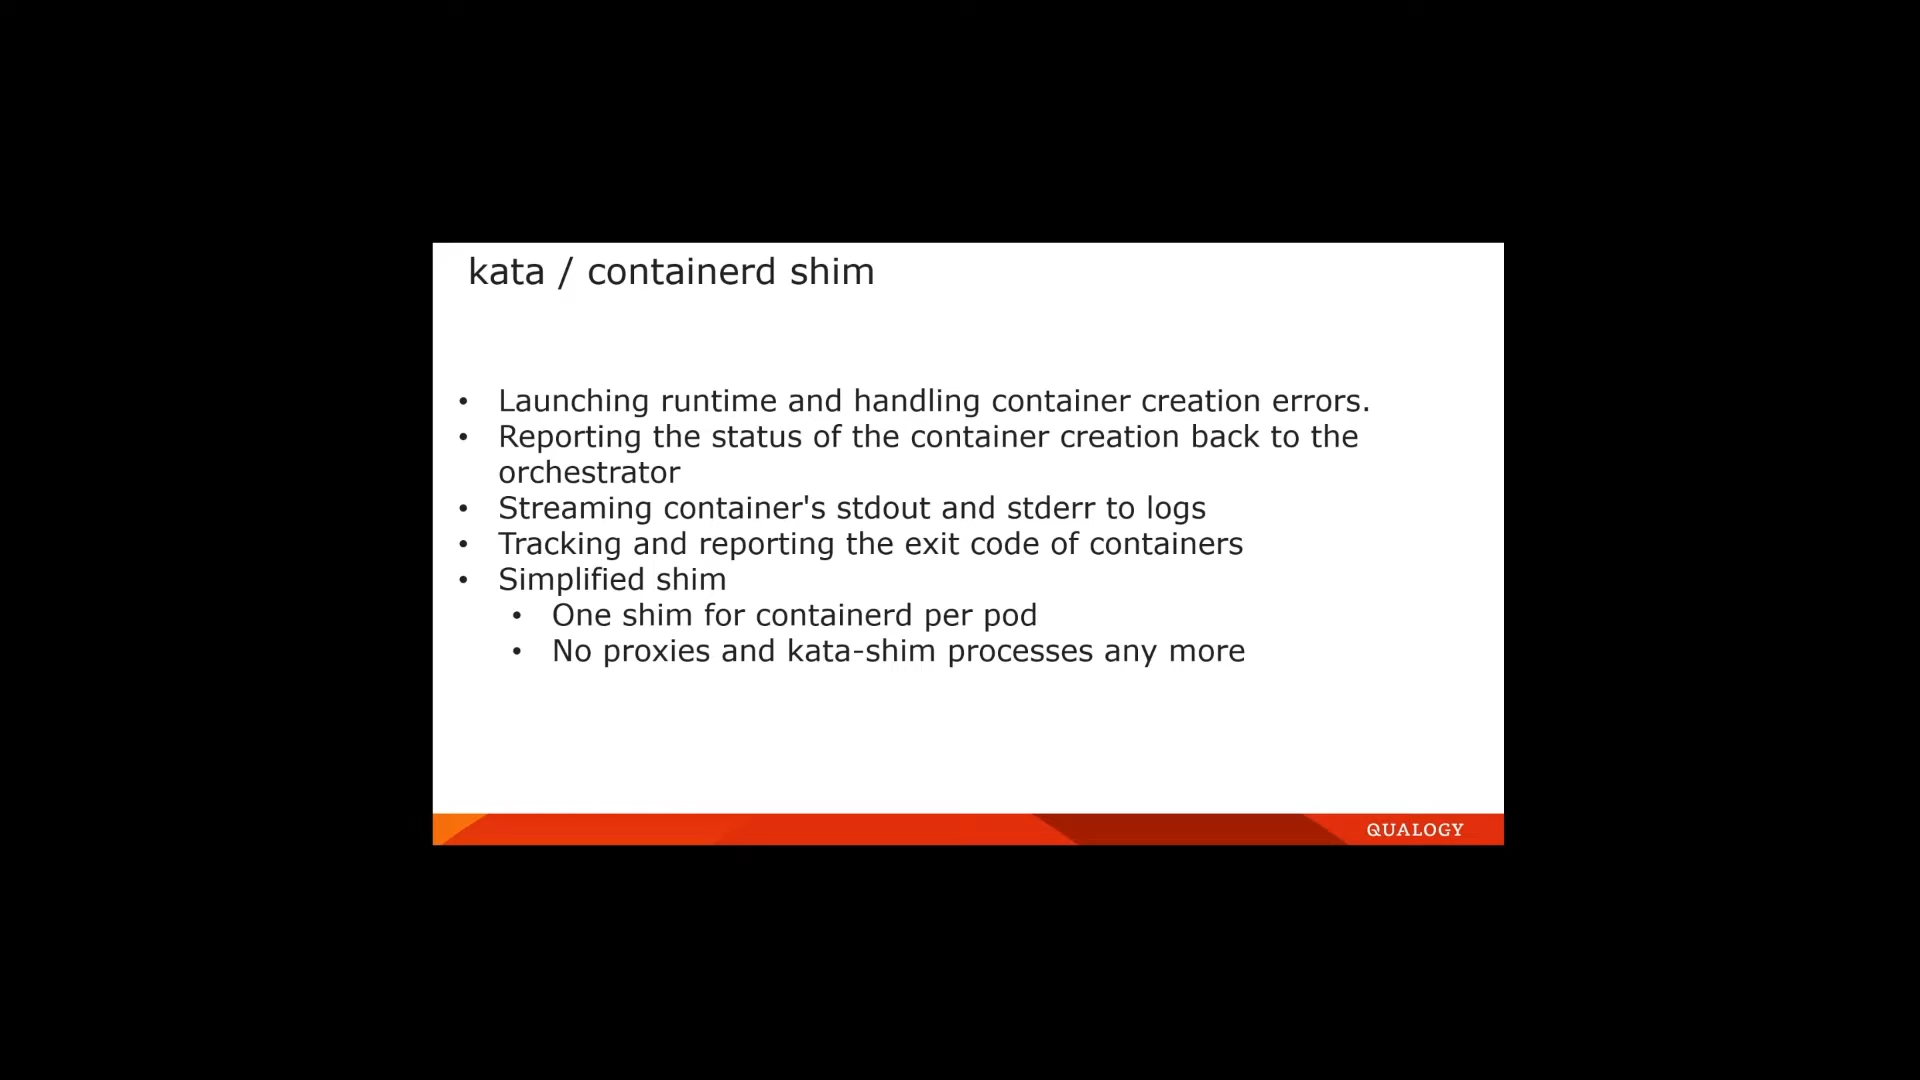 kata / containerd shim
• Launching runtime and handling container creation errors.
• Reporting the status of the container creation back to the
orchestrator
• Streaming container's stdout and stderr to logs
• Tracking and reporting the exit code of containers
• Simplified shim
• One shim for containerd per pod
• No proxies and kata-shim processes any more
QUALOGY